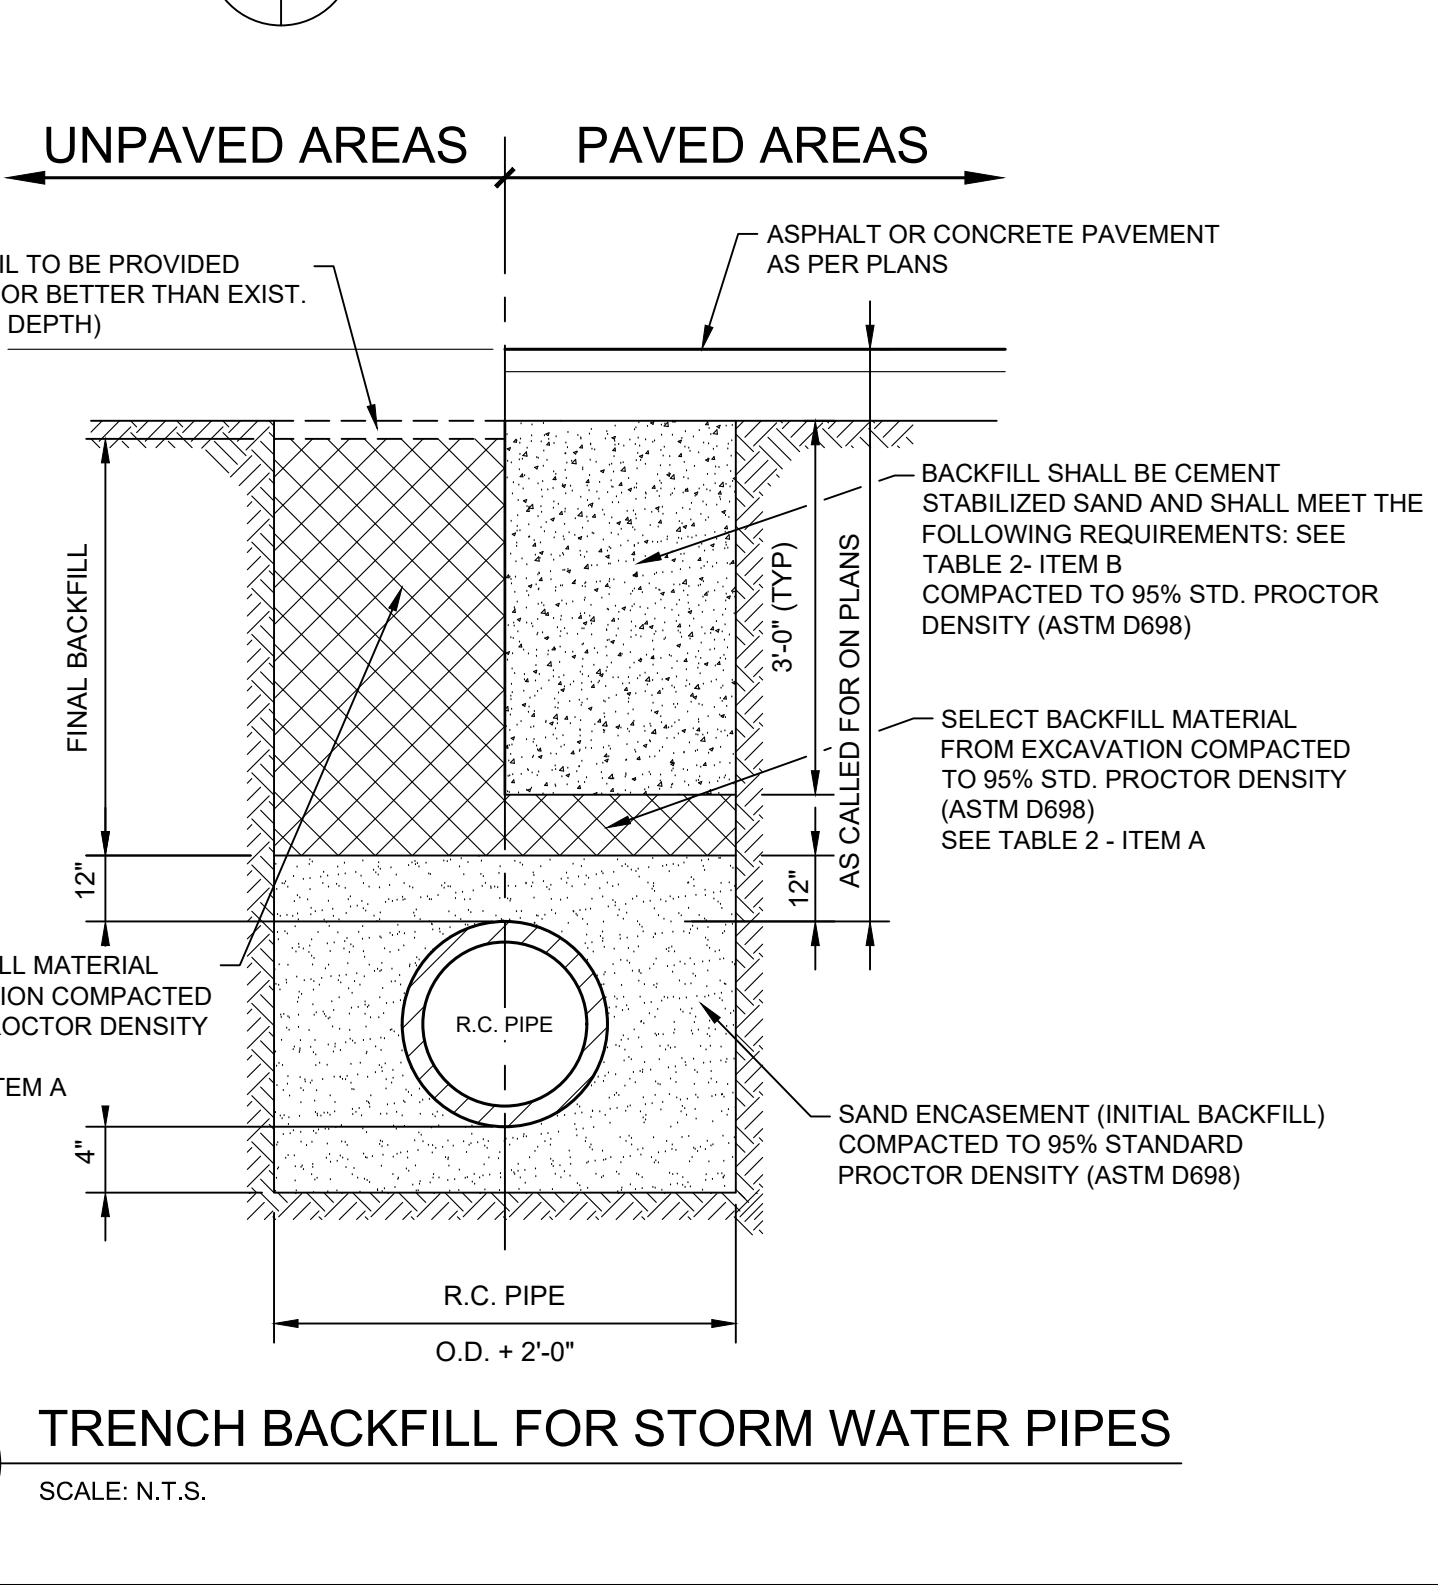 UNPAVED AREAS
PAVED AREAS
IL TO BE PROVIDED
OR BETTER THAN EXIST.
DEPTH)
ASPHALT OR CONCRETE PAVEMENT
AS PER PLANS
BACKFILL SHALL BE CEMENT
STABILIZED SAND AND SHALL MEET THE
FOLLOWING REQUIREMENTS: SEE
TABLE 2- ITEM B
COMPACTED TO 95% STD. PROCTOR
DENSITY (ASTM D698)
FINAL BACKFILL
3'-0" (TYP)
AS CALLED FOR ON PLANS
SELECT BACKFILL MATERIAL
FROM EXCAVATION COMPACTED
TO 95% STD. PROCTOR DENSITY
(ASTM D698)
SEE TABLE 2 - ITEM A
12"
12"
LL MATERIAL
TION COMPACTED
ROCTOR DENSITY
TEM A
R.C. PIPE
4"
SAND ENCASEMENT (INITIAL BACKFILL)
COMPACTED TO 95% STANDARD
PROCTOR DENSITY (ASTM D698)
R.C. PIPE
O.D. + 2'-0"
TRENCH BACKFILL FOR STORM WATER PIPES
SCALE: N.T.S.